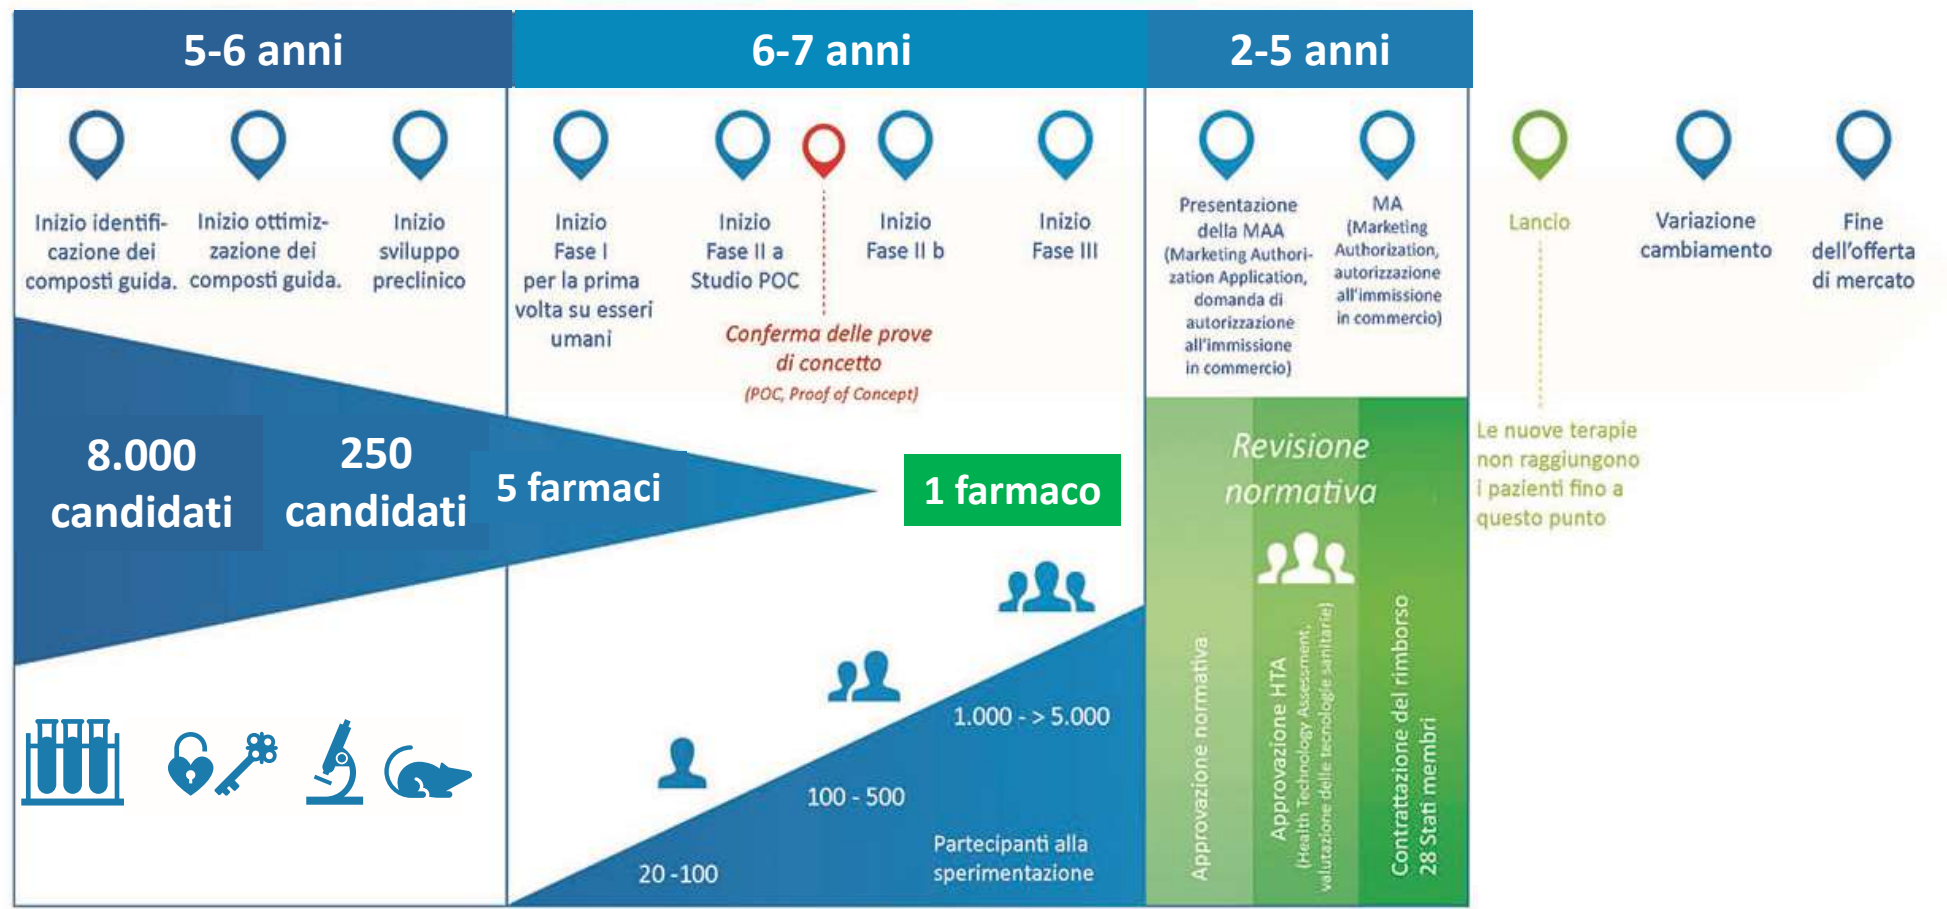 5-6 anni
6-7 anni
2-5 anni
Inizio identifi-
cazione dei
composti guida.
Inizio ottimiz-
zazione dei
composti guida.
Inizio
sviluppo
preclinico
Inizio
Fase I
per la prima
volta su esseri
umani
Inizio
Fase II a
Studio POC
Conferma delle prove
di concetto
(POC, Proof of Concept)
Inizio
Fase II b
Inizio
Fase III
Presentazione
della MAA
(Marketing Authori-
zation Application,
domanda di
autorizzazione
all'immissione
in commercio)
MA
(Marketing
Authorization,
autorizzazione
all'immissione
in commercio)
Lancio
Variazione
cambiamento
Fine
dell'offerta
di mercato
8.000
candidati
250
candidati
5 farmaci
1 farmaco
Revisione
normativa
Le nuove terapie
non raggiungono
i pazienti fino a
questo punto
20 -100
100 - 500
1.000 - > 5.000
Partecipanti alla
sperimentazione
Approvazione normativa
Approvazione HTA
(Health Technology Assessment,
valutazione delle tecnologie sanitarie)
Contrattazione del rimborso
28 Stati membri